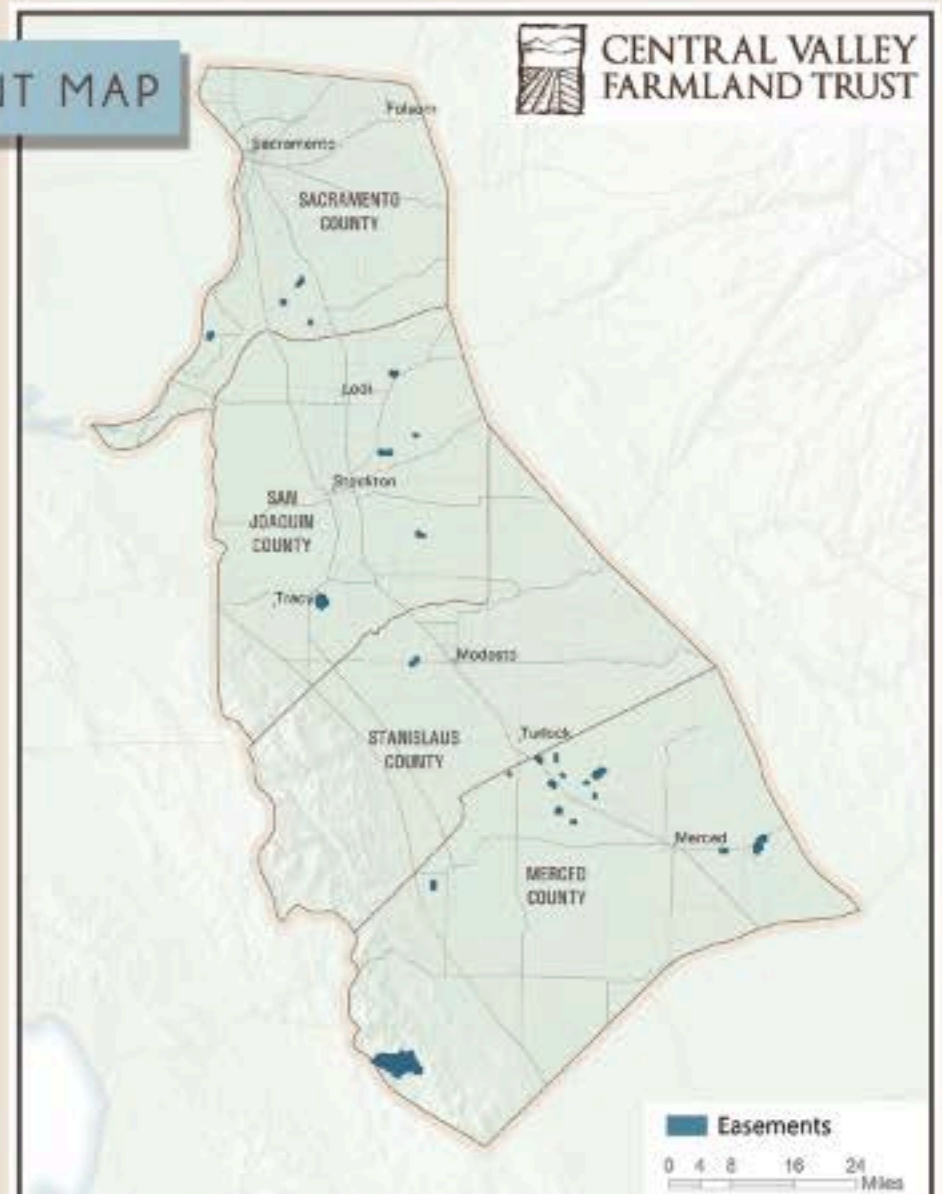 NT MAP
CENTRAL VALLEY
FARMLAND TRUST
Folsom
Sacramento
SACRAMENTO
COUNTY
Lodi
Stockton
SAN
JOAQUIN
COUNTY
Tracy
Modesto
STANISLAUS
COUNTY
Turlock
Merced
MERCED
COUNTY
Easements
0 4 8 16 24
Miles